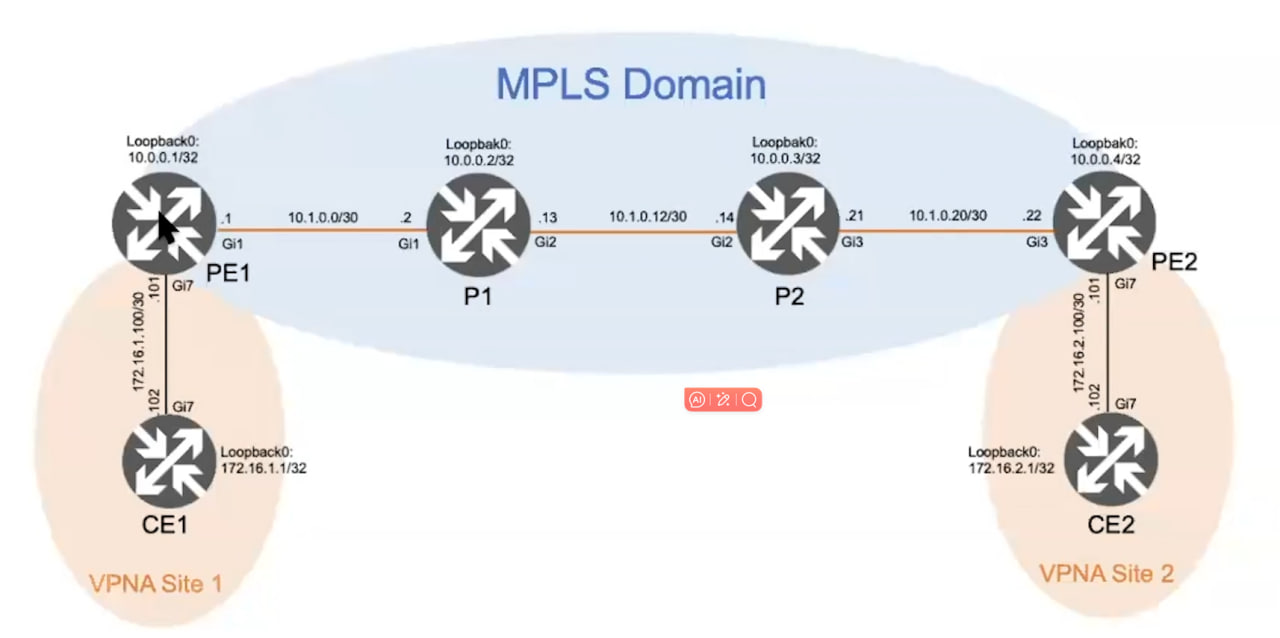 MPLS Domain
Loopback0:
10.0.0.1/32
Loopbak0:
10.0.0.2/32
Loopbak0:
10.0.0.3/32
Loopbak0:
10.0.0.4/32
.1
10.1.0.0/30
.2
.13
10.1.0.12/30
.14
.21
10.1.0.20/30
.22
Gi1
Gi1
Gi2
Gi2
Gi3
Gi3
PE1
P1
P2
PE2
.101
Gi7
172.16.1.100/30
.102
Gi7
.101
Gi7
172.16.2.100/30
.102
Gi7
AI
Loopback0:
172.16.1.1/32
Loopback0:
172.16.2.1/32
CE1
CE2
VPNA Site 1
VPNA Site 2